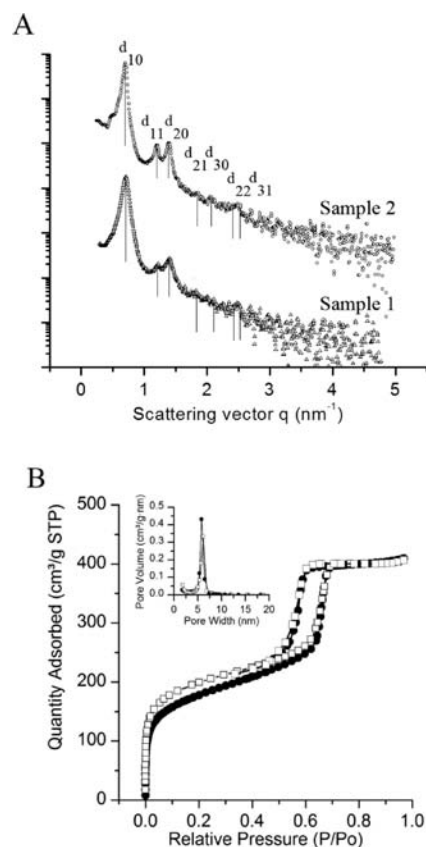 A
d
10
d d
11 20
d d
21 30
d d
22 31
Sample 2
Sample 1
0 1 2 3 4 5
Scattering vector q (nm⁻¹)
B
Quantity Adsorbed (cm³/g STP)
500
400
300
200
100
0
Pore Volume (cm³/g·nm)
0.5
0.4
0.3
0.2
0.1
0.0
0 5 10 15 20
Pore Width (nm)
0.0 0.2 0.4 0.6 0.8 1.0
Relative Pressure (P/Po)